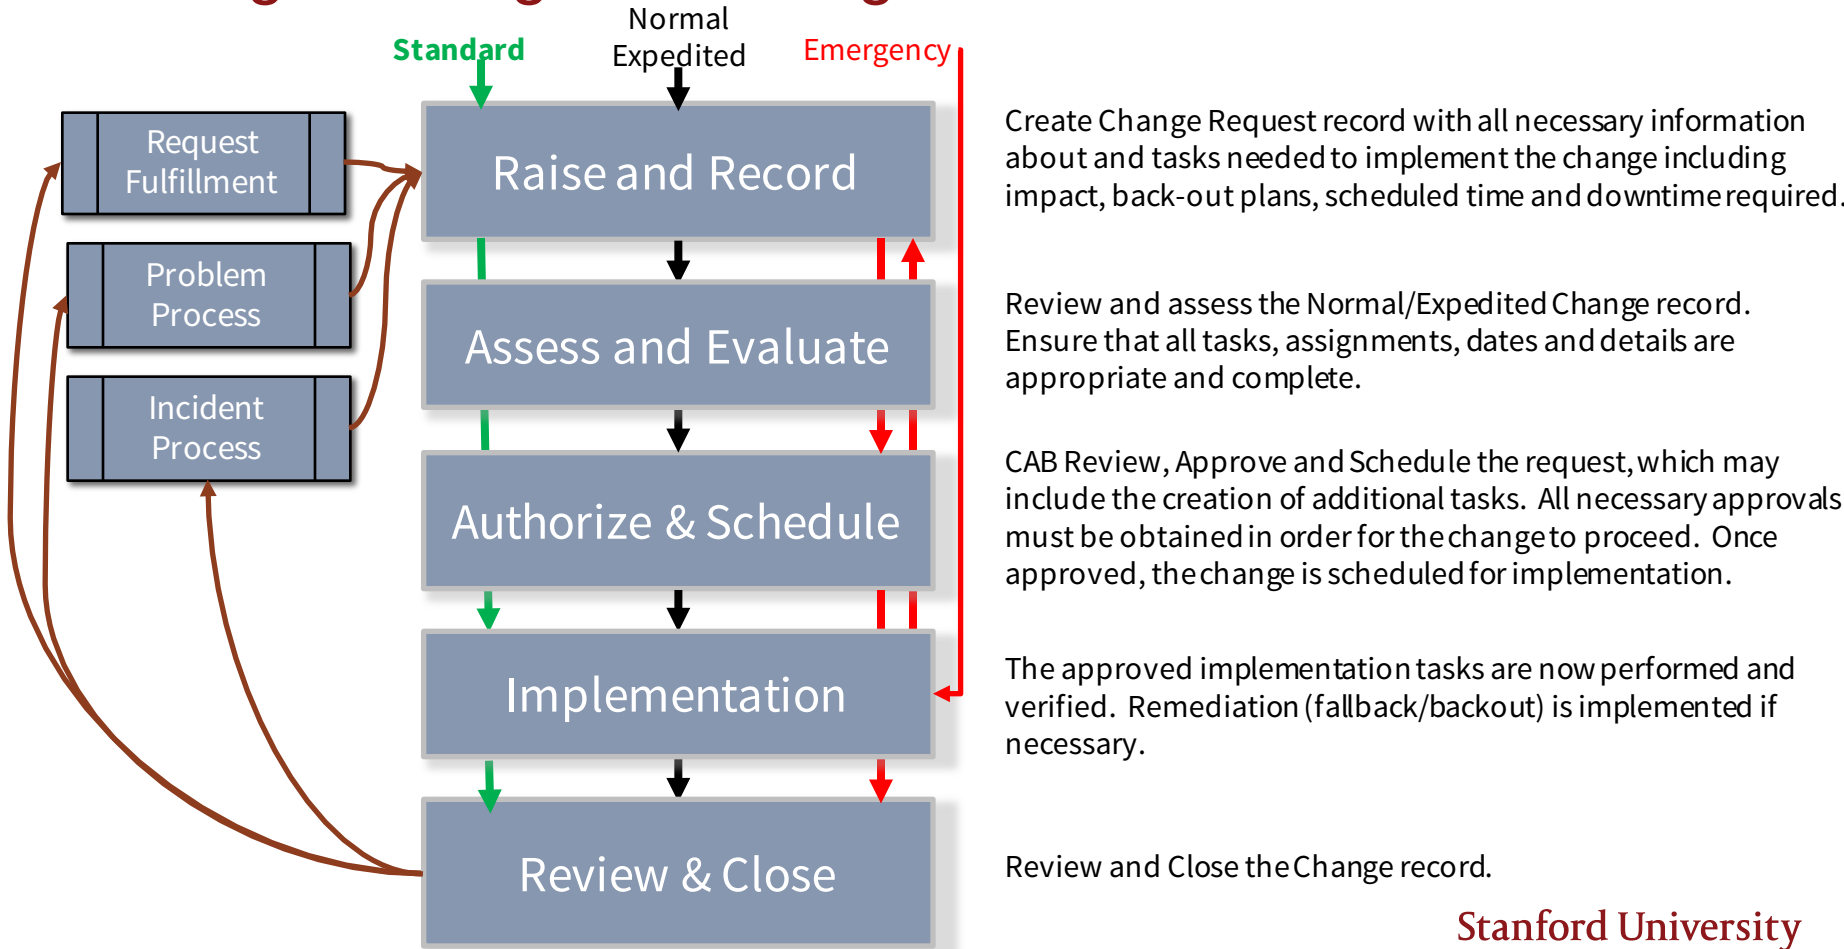 Normal
Standard
Expedited
Emergency
Request
Fulfillment
Raise and Record
Create Change Request record with all necessary information
about and tasks needed to implement the change including
impact, back-out plans, scheduled time and downtime required.
Problem
Process
Assess and Evaluate
Review and assess the Normal/Expedited Change record.
Ensure that all tasks, assignments, dates and details are
appropriate and complete.
Incident
Process
Authorize & Schedule
CAB Review, Approve and Schedule the request, which may
include the creation of additional tasks. All necessary approvals
must be obtained in order for the change to proceed. Once
approved, the change is scheduled for implementation.
Implementation
The approved implementation tasks are now performed and
verified. Remediation (fallback/backout) is implemented if
necessary.
Review & Close
Review and Close the Change record.
Stanford University